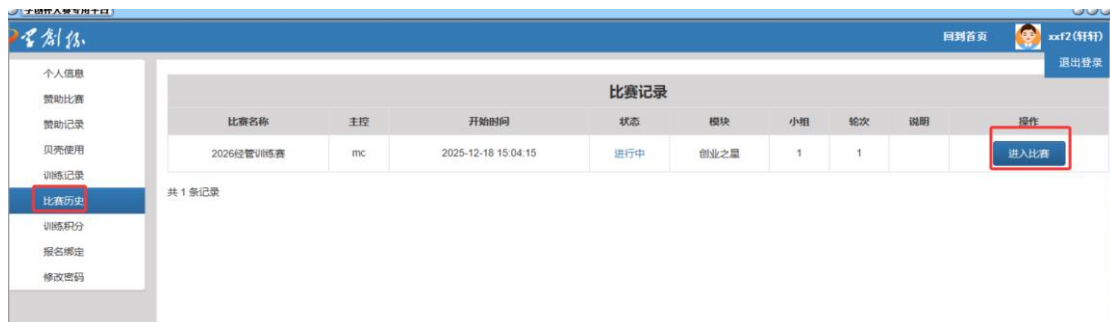 学创杯
回到首页
xxf2(轩轩)
退出登录
个人信息
赞助比赛
赞助记录
贝壳使用
训练记录
比赛历史
训练积分
报名绑定
修改密码
比赛记录
比赛名称 主控 开始时间 状态 模块 小组 轮次 说明 操作
2026经管训练赛 mc 2025-12-18 15:04:15 进行中 创业之星 1 1 进入比赛
共 1 条记录